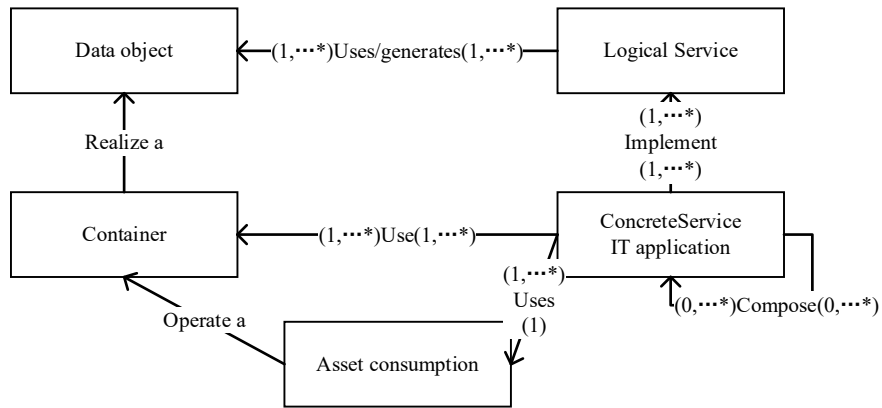 Data object
(1,···*)Uses/generates(1,···*)
Logical Service
Realize a
(1,···*)
Implement
(1,···*)
Container
(1,···*)Use(1,···*)
ConcreteService
IT application
(1,···*)
Uses
(1)
(0,···*)Compose(0,···*)
Operate a
Asset consumption